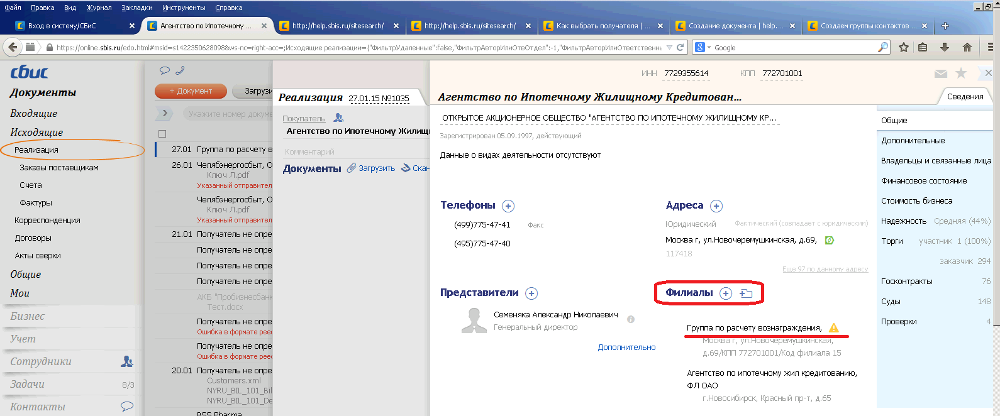 Файл Правка Вид Журнал Закладки Инструменты Справка
Вход в систему/СБиС
Агентство по Ипотечному ...
http://help.sbis.ru/sitesearch/
http://help.sbis.ru/sitesearch/
Как выбрать получателя | ...
Создание документа | help....
Создаем группы контактов ...
https://online.sbis.ru/edo.html#msid=s14223506280988&ws-nc=right-acc=;Исходящие реализации={"ФильтрУдаленные":false,"ФильтрАвторИлиОтвОтдел":-1,"ФильтрАвторИлиОтветственны
Google
сбис
Документы
Входящие
Исходящие
Реализация
Заказы поставщикам
Счета
Фактуры
Корреспонденция
Договоры
Акты сверки
Общие
Мои
Бизнес
Учет
Сотрудники
Задачи 8/3
Контакты
+ Документ
Загрузи
Укажите номер докуме
27.01 Группа по расчету в
26.01 Челябэнергосбыт, О
Ключ Л.pdf
Указанный отправител
Челябэнергосбыт, О
Ключ Л.pdf
Указанный отправител
21.01 Получатель не опре
Получатель не опре
Получатель не опре
Получатель не опре
АКБ "Пробизнесбанк
Тест.docx
Получатель не опре
Ошибка в формате реес
Получатель не опре
Ошибка в формате реес
20.01 Получатель не опре
Customers.xml
NYRU_BIL_101_Bil
NYRU_BIL_101_De
BSS Pharma
Реализация 27.01.15 №1035
Покупатель
Агентство по Ипотечному Жилищ
Комментарий
Документы Загрузить Скан
ИНН 7729355614 КПП 772701001
Агентство по Ипотечному Жилищному Кредитован...
Сведения
ОТКРЫТОЕ АКЦИОНЕРНОЕ ОБЩЕСТВО "АГЕНТСТВО ПО ИПОТЕЧНОМУ ЖИЛИЩНОМУ КР...
Зарегистрирован 05.09.1997, действующий
Данные о видах деятельности отсутствуют
Телефоны
(499)775-47-41 Факс
(495)775-47-40
Адреса
Юридический Фактический (совпадает с юридическим)
Москва г, ул.Новочеремушкинская, д.69,
117418
Еще 97 по данному адресу
Представители
Семеняка Александр Николаевич
Генеральный директор
Дополнительно
Филиалы
Группа по расчету вознаграждения,
Москва г, ул.Новочеремушкинская,
д.69/КПП 772701001/Код филиала 15
Агентство по ипотечному жил кредитованию,
ФЛ ОАО
г.Новосибирск, Красный пр-т, д.65
Общие
Дополнительные
Владельцы и связанные лица
Финансовое состояние
Стоимость бизнеса
Надежность Средняя (44%)
Торги участник 1 (100%)
заказчик 294
Госконтракты 76
Суды 148
Проверки 4